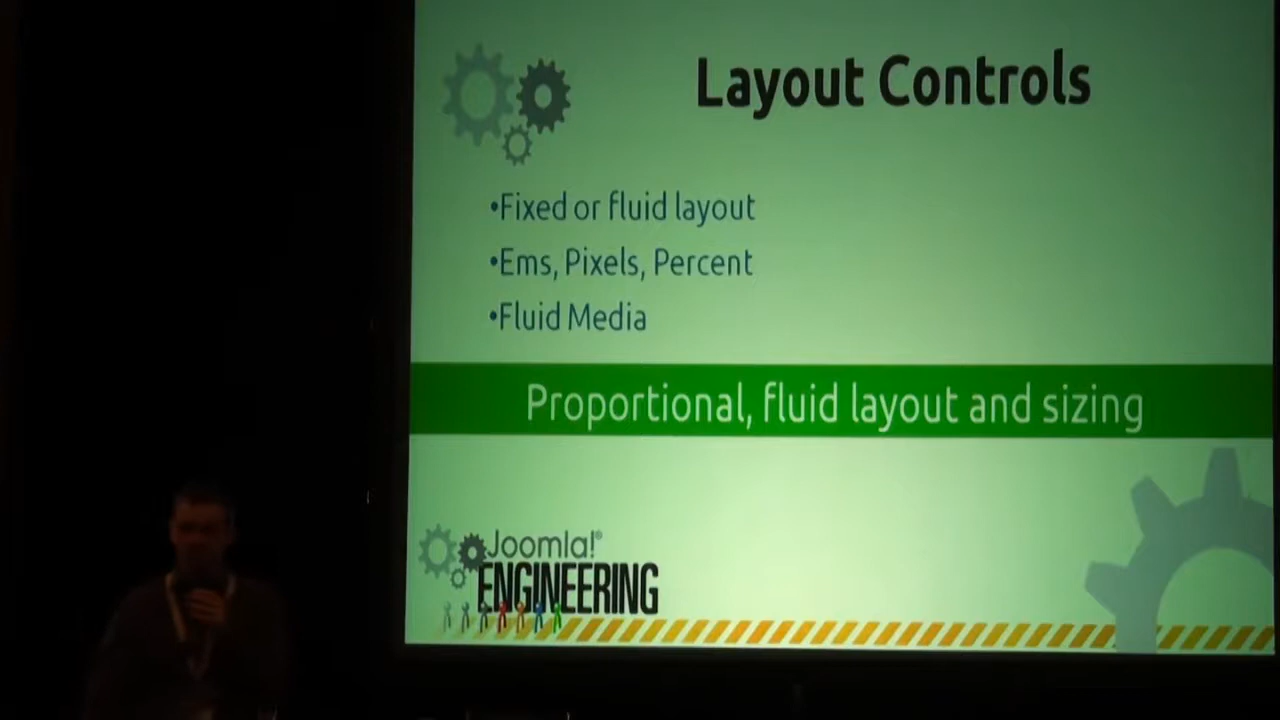 Layout Controls
•Fixed or fluid layout
•Ems, Pixels, Percent
•Fluid Media
Proportional, fluid layout and sizing
Joomla!®
ENGINEERING